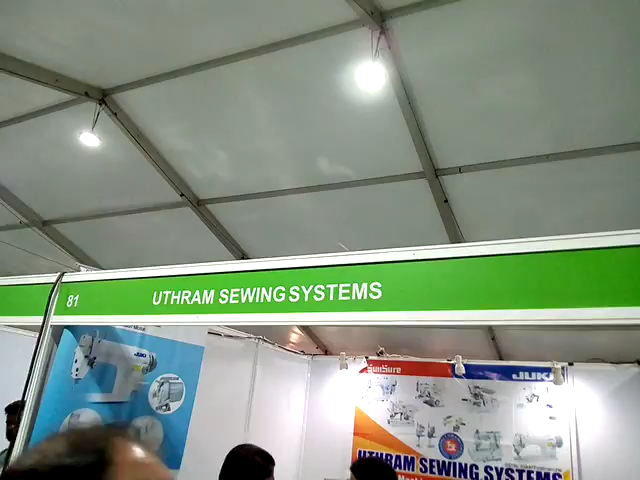 81
UTHRAM SEWING SYSTEMS
JUKI
SunSure
JUKI
UTHRAM SEWING SYSTEMS